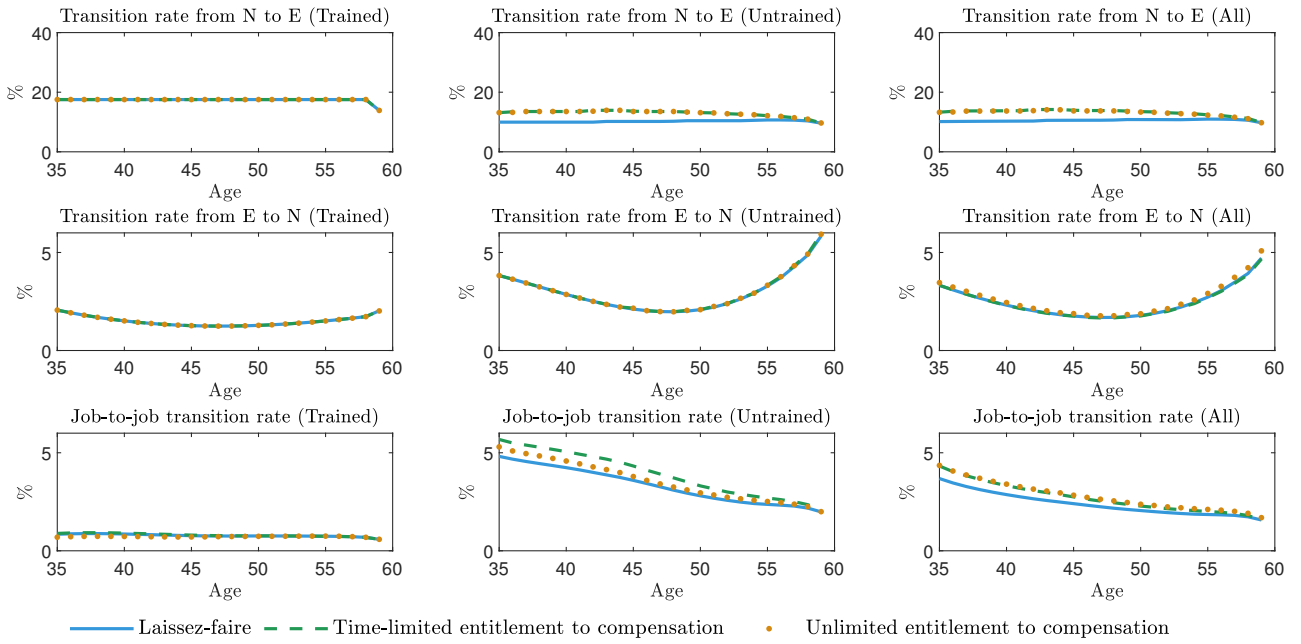 Transition rate from N to E (Trained)
Transition rate from N to E (Untrained)
Transition rate from N to E (All)
40
20
0
%
35 40 45 50 55 60
Age
40
20
0
%
35 40 45 50 55 60
Age
40
20
0
%
35 40 45 50 55 60
Age
Transition rate from E to N (Trained)
Transition rate from E to N (Untrained)
Transition rate from E to N (All)
5
0
%
35 40 45 50 55 60
Age
5
0
%
35 40 45 50 55 60
Age
5
0
%
35 40 45 50 55 60
Age
Job-to-job transition rate (Trained)
Job-to-job transition rate (Untrained)
Job-to-job transition rate (All)
5
0
%
35 40 45 50 55 60
Age
5
0
%
35 40 45 50 55 60
Age
5
0
%
35 40 45 50 55 60
Age
Laissez-faire Time-limited entitlement to compensation Unlimited entitlement to compensation